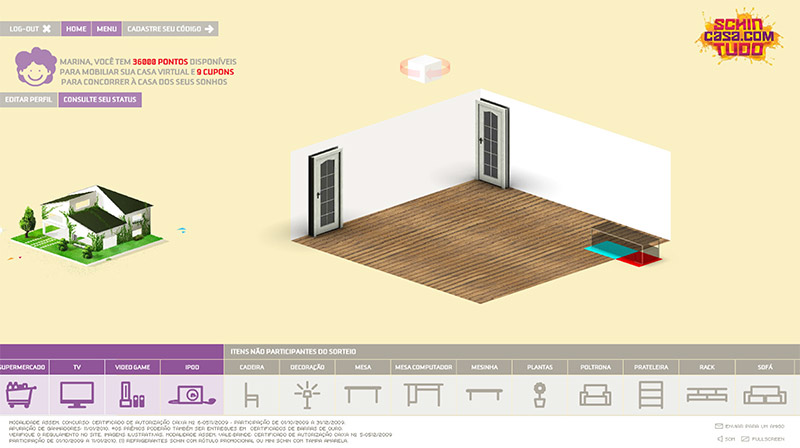 LOG-OUT HOME MENU CADASTRE SEU CÓDIGO
SCHIN
CASA.COM
TUDO
MARINA, VOCÊ TEM 36000 PONTOS DISPONÍVEIS
PARA MOBILIAR SUA CASA VIRTUAL E 9 CUPONS
PARA CONCORRER À CASA DOS SEUS SONHOS
EDITAR PERFIL CONSULTE SEU STATUS
ITENS NÃO PARTICIPANTES DO SORTEIO
SUPERMERCADO TV VIDEO GAME IPOD CADEIRA DECORAÇÃO MESA MESA COMPUTADOR MESINHA PLANTAS POLTRONA PRATELEIRA RACK SOFÁ
MODALIDADE ASSEM. CONCURSO: CERTIFICADO DE AUTORIZAÇÃO CAIXA Nº 6-0511/2009 - PARTICIPAÇÃO DE 01/10/2009 A 31/12/2009.
APURAÇÃO DE GANHADORES: 11/01/2010. *OS PRÊMIOS PODERÃO TAMBÉM SER ENTREGUES EM CERTIFICADOS DE BARRAS DE OURO.
VERIFIQUE O REGULAMENTO NO SITE. IMAGENS ILUSTRATIVAS. MODALIDADE ASSEM. VALE-BRINDE: CERTIFICADO DE AUTORIZAÇÃO CAIXA Nº
PARTICIPAÇÃO DE 01/10/2009 A 11/01/2010. (3) REFRIGERANTES SCHIN COM RÓTULO PROMOCIONAL OU MINI SCHIN COM TAMPA AMARELA.
ENVIAR PARA UM AMIGO
SOM FULLSCREEN